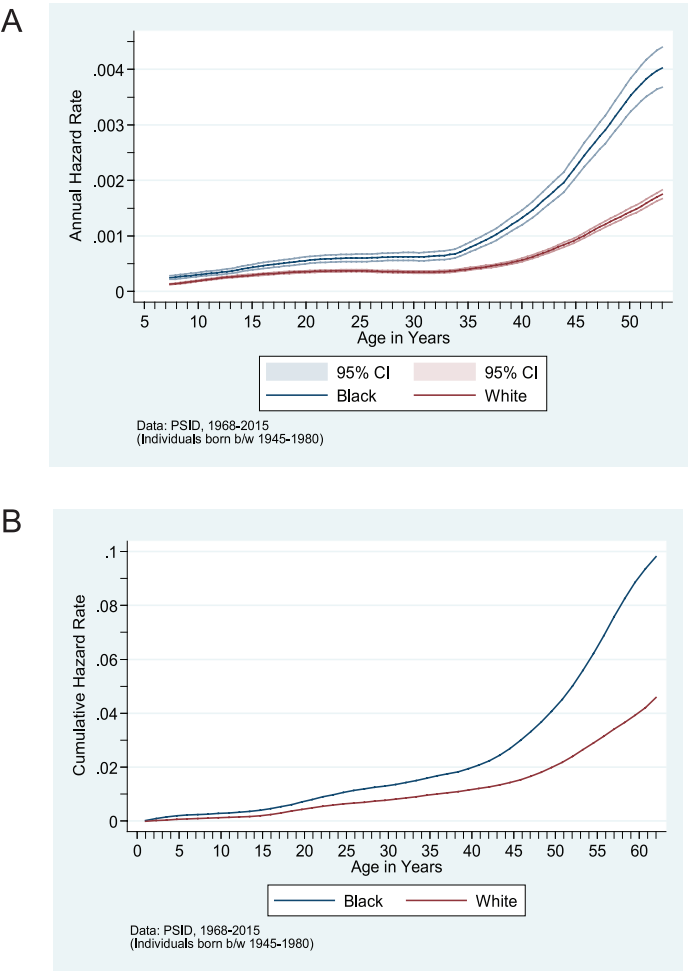 A
Annual Hazard Rate
.004
.003
.002
.001
0
5 10 15 20 25 30 35 40 45 50
Age in Years
95% CI 95% CI
Black White
Data: PSID, 1968-2015
(Individuals born b/w 1945-1980)
B
Cumulative Hazard Rate
.1
.08
.06
.04
.02
0
0 5 10 15 20 25 30 35 40 45 50 55 60
Age in Years
Black White
Data: PSID, 1968-2015
(Individuals born b/w 1945-1980)